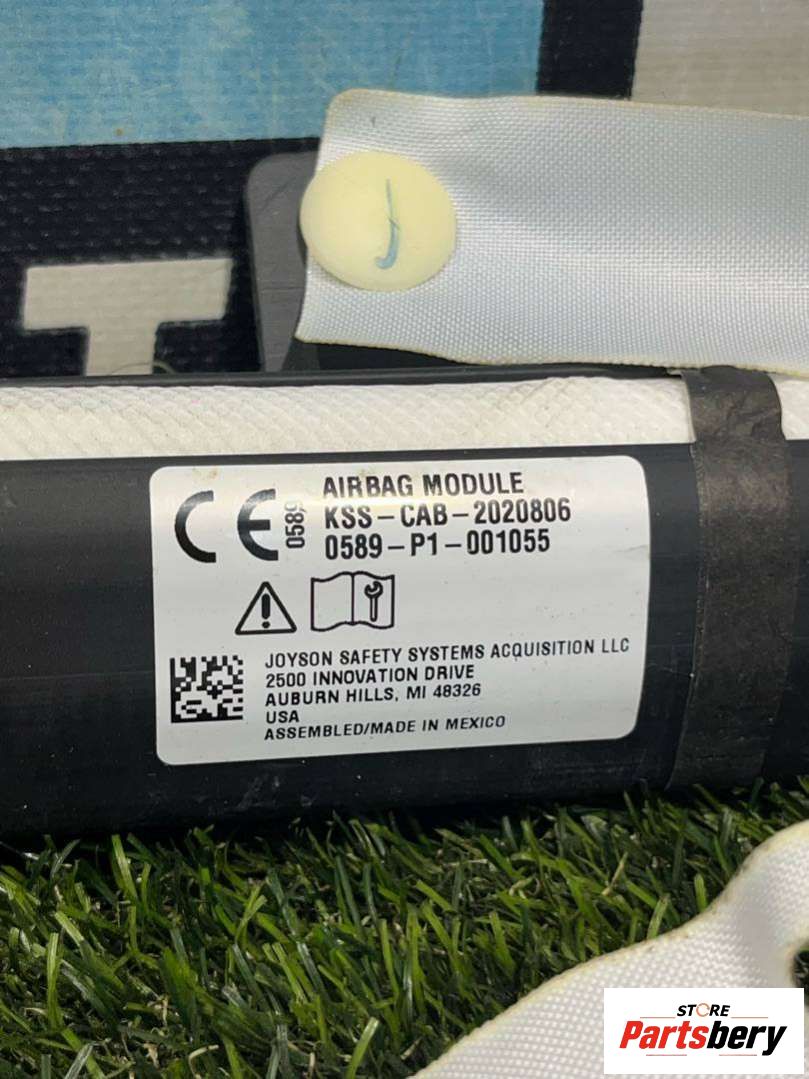 J
T
CE 0589
AIRBAG MODULE
KSS-CAB-2020806
0589-P1-001055
JOYSON SAFETY SYSTEMS ACQUISITION LLC
2500 INNOVATION DRIVE
AUBURN HILLS, MI 48326
USA
ASSEMBLED/MADE IN MEXICO
STORE
Partsbery